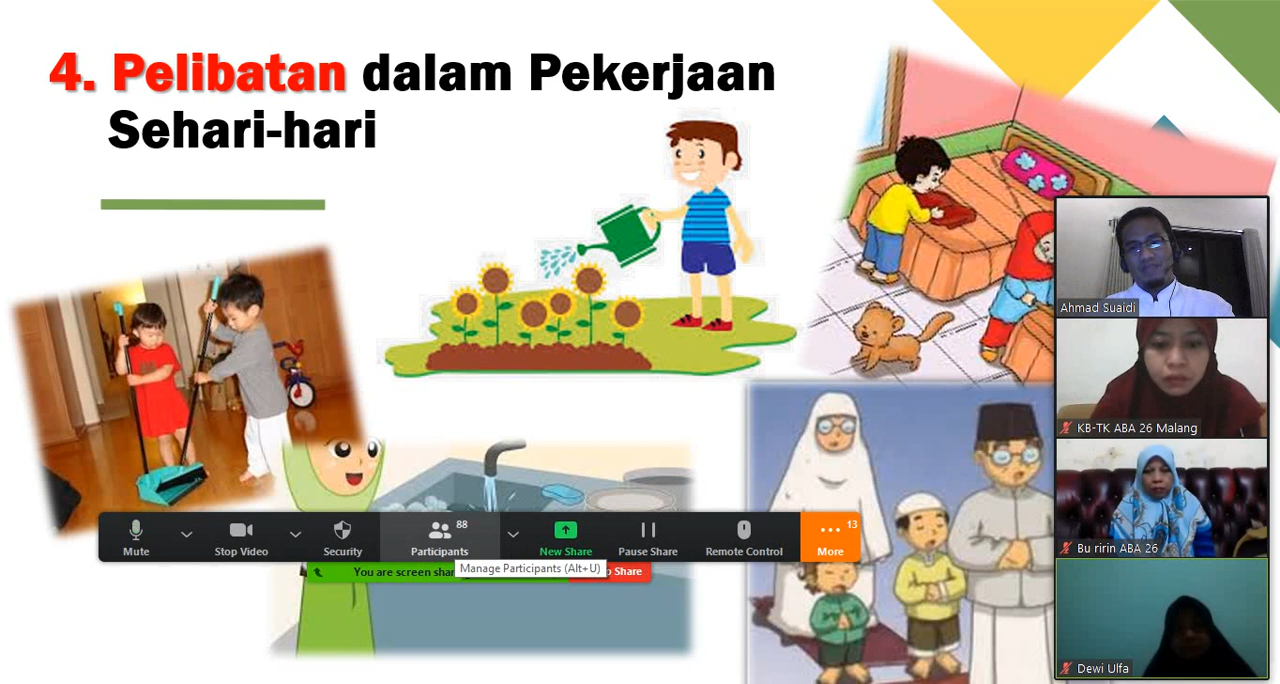 4. Pelibatan dalam Pekerjaan
Sehari-hari
Ahmad Suaidi
KB-TK ABA 26 Malang
Bu ririn ABA 26
Dewi Ulfa
88
13
Mute
Stop Video
Security
Participants
New Share
Pause Share
Remote Control
More
You are screen
Manage Participants (Alt+U)
Share